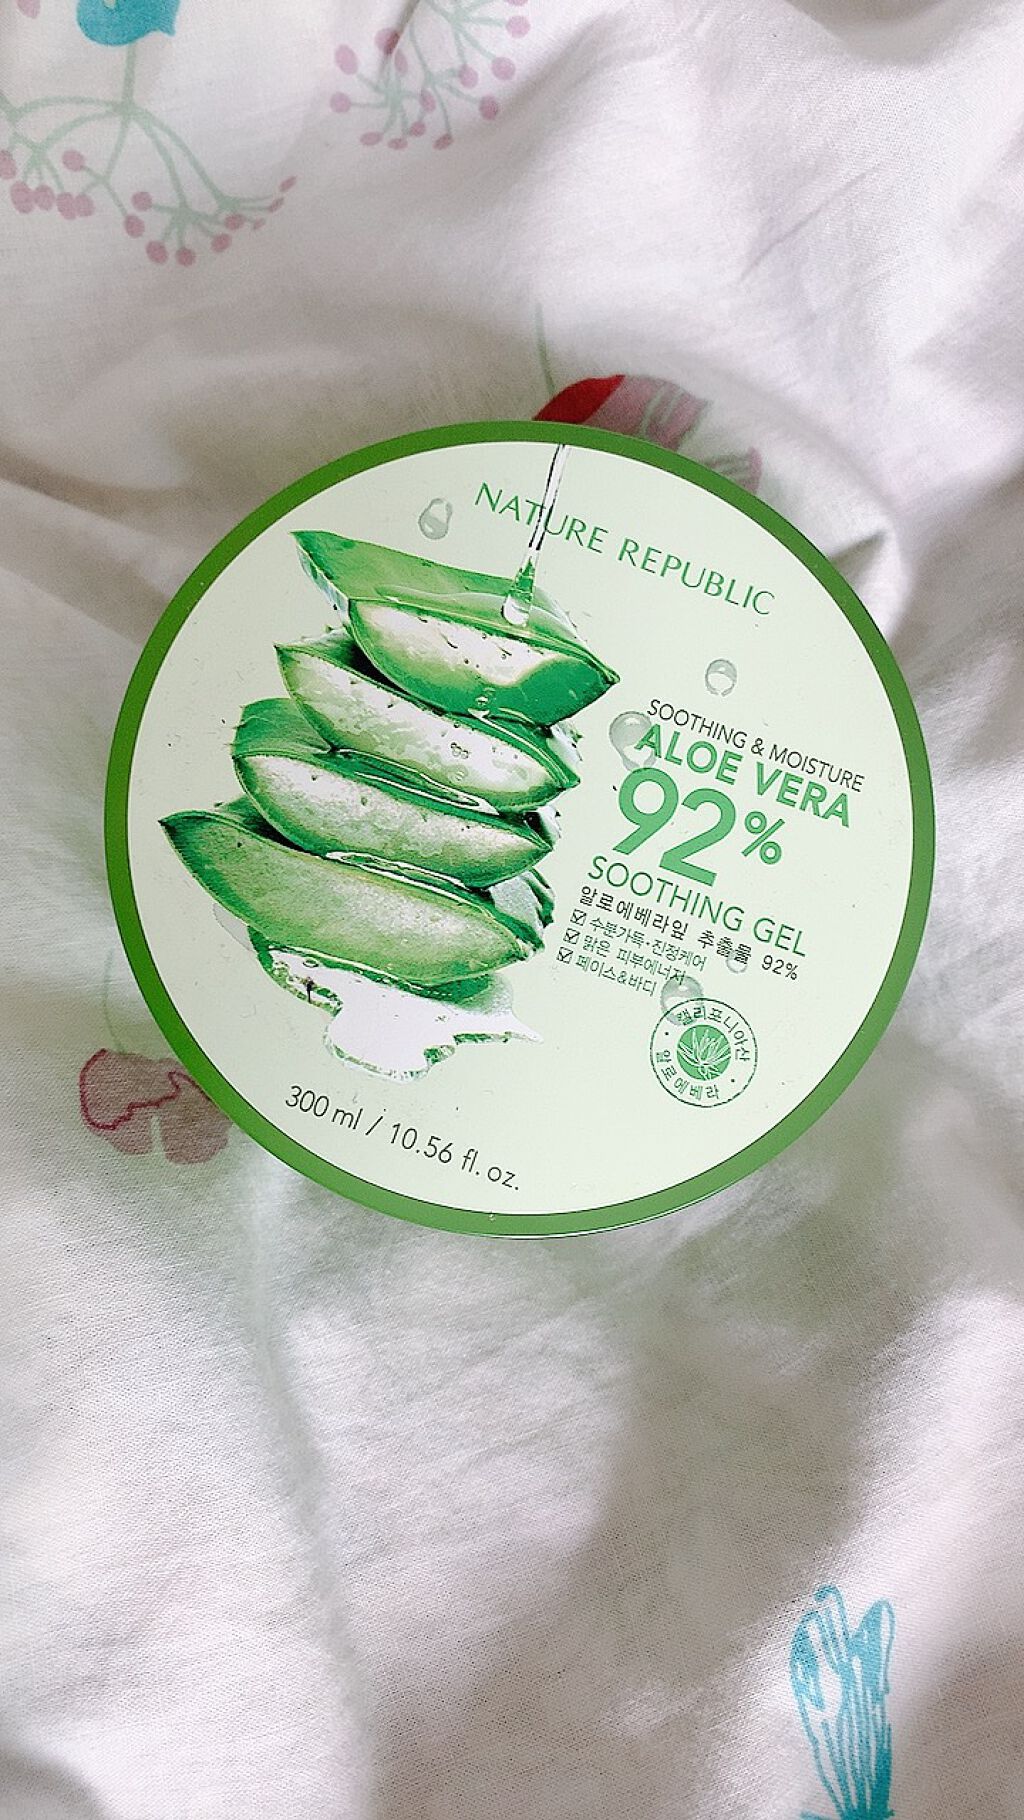 NATURE REPUBLIC
SOOTHING & MOISTURE
ALOE VERA
92%
SOOTHING GEL
알로에베라잎 추출물 92%
☑ 수분가득·진정케어
☑ 맑은 피부에너지
☑ 페이스&바디
캘리포니아산
알로에베라
300 ml / 10.56 fl. oz.